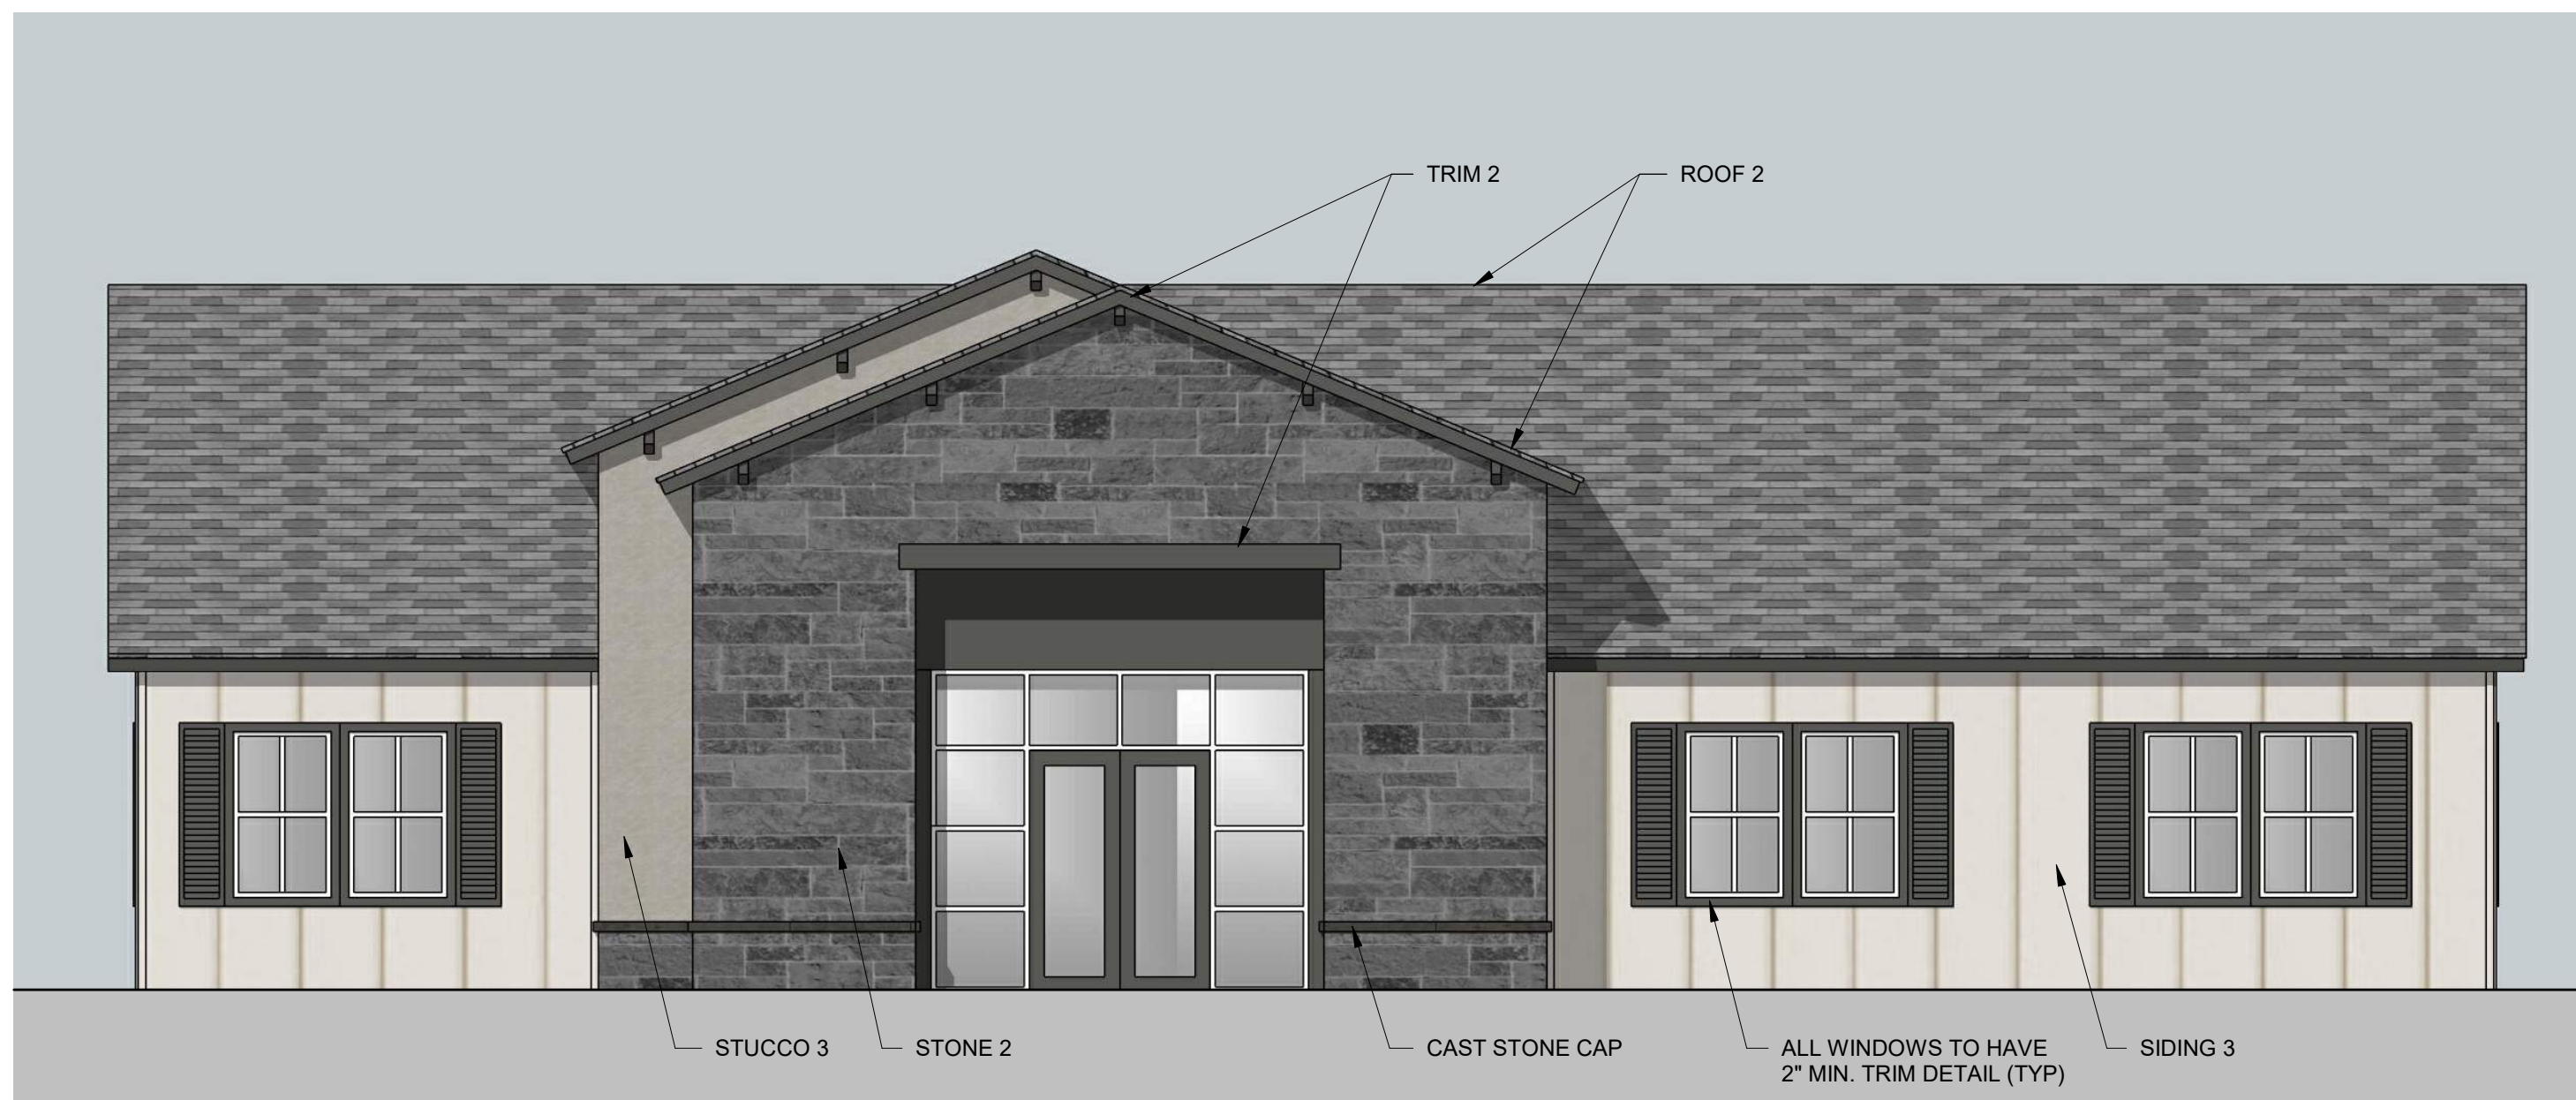 TRIM 2
ROOF 2
STUCCO 3
STONE 2
CAST STONE CAP
ALL WINDOWS TO HAVE
2" MIN. TRIM DETAIL (TYP)
SIDING 3